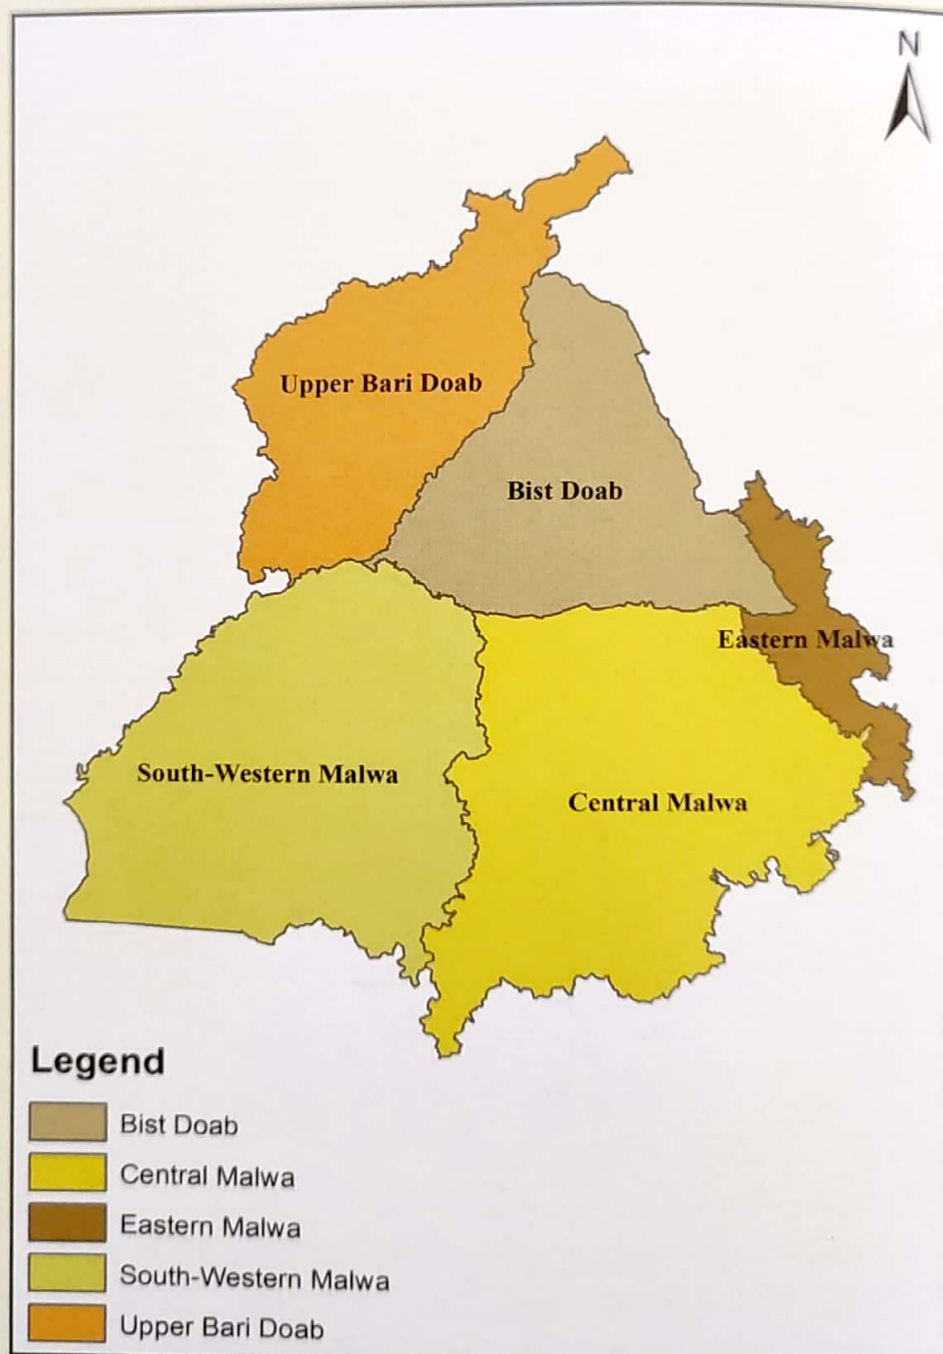 N
Upper Bari Doab
Bist Doab
Eastern Malwa
South-Western Malwa
Central Malwa
Legend
Bist Doab
Central Malwa
Eastern Malwa
South-Western Malwa
Upper Bari Doab